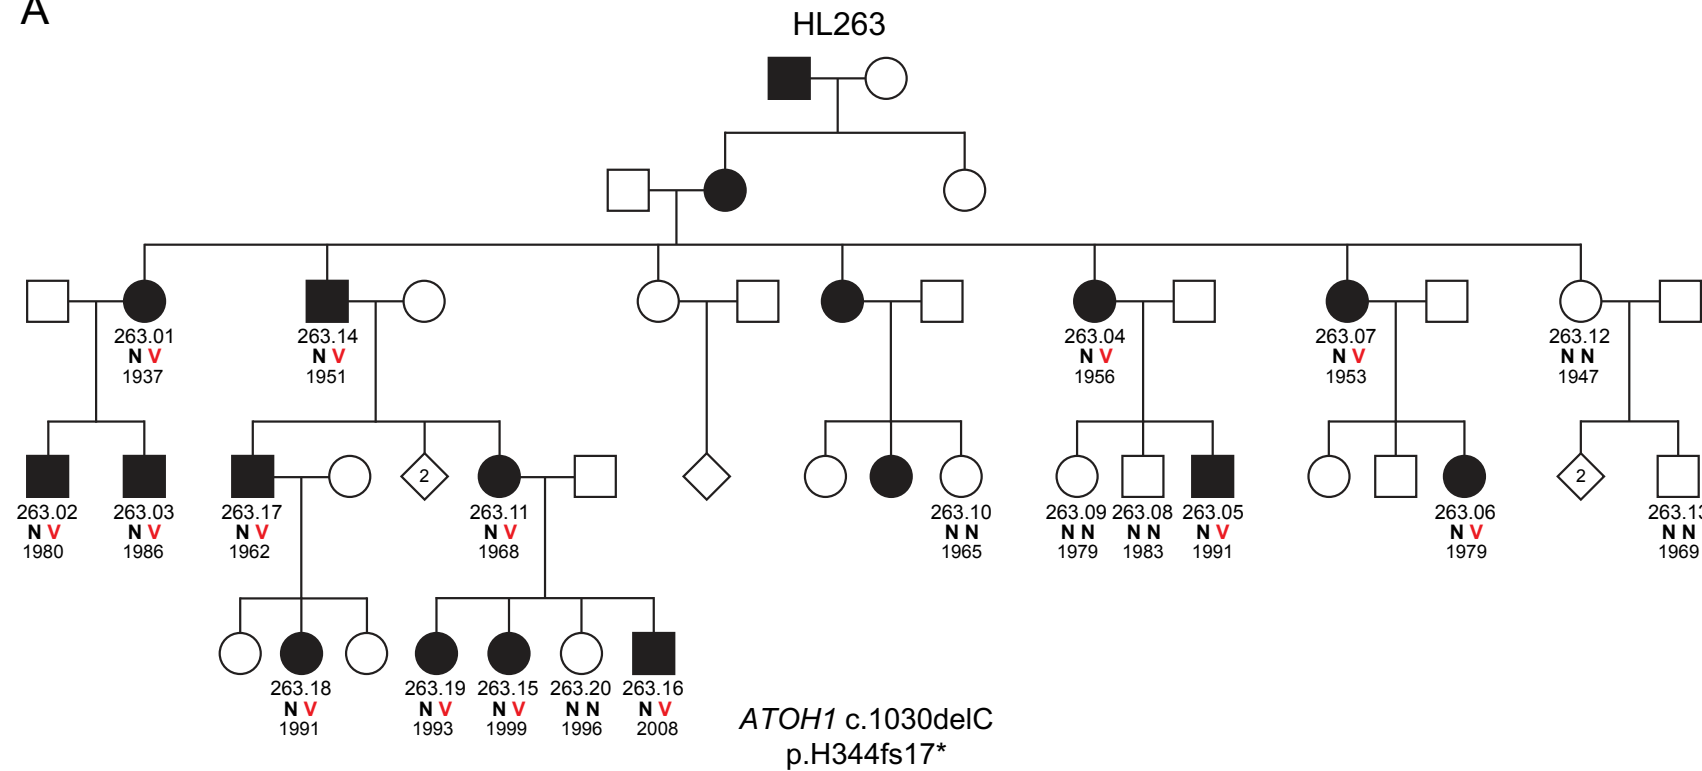 A
HL263
263.01 263.14 263.04 263.07 263.12
N V N V N V N V N N
1937 1951 1956 1953 1947
2 2
263.02 263.03 263.17 263.11 263.10 263.09 263.08 263.05 263.06 263.13
N V N V N V N V N N N N N N N V N V N N
1980 1986 1962 1968 1965 1979 1983 1991 1979 1969
263.18 263.19 263.15 263.20 263.16
N V N V N V N N N V
1991 1993 1999 1996 2008
ATOH1 c.1030delC
p.H344fs17*